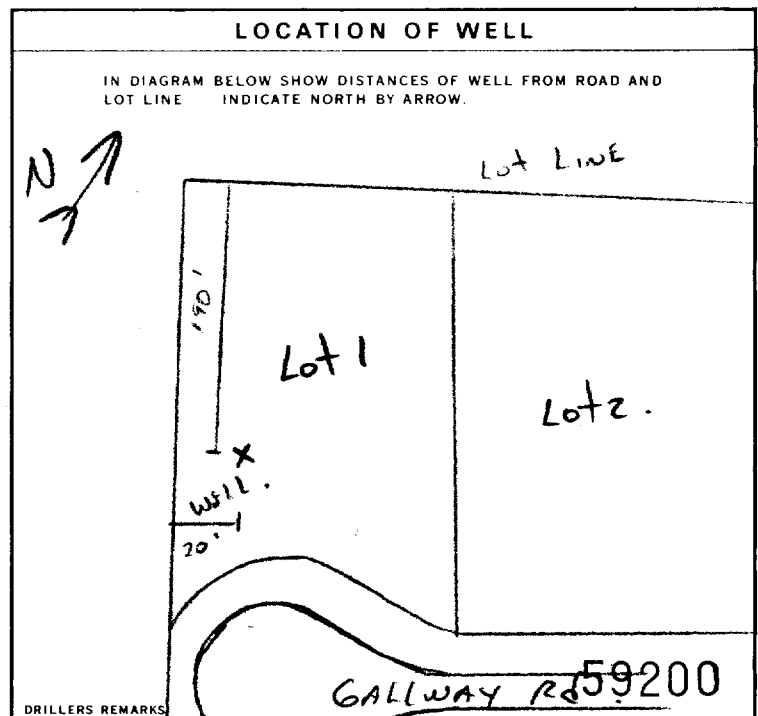 LOCATION OF WELL
IN DIAGRAM BELOW SHOW DISTANCES OF WELL FROM ROAD AND
LOT LINE INDICATE NORTH BY ARROW.
N
Lot LINE
Lot 1
Lot 2.
X
WELL.
20'
GALLWAY Rd
59200
DRILLERS REMARKS